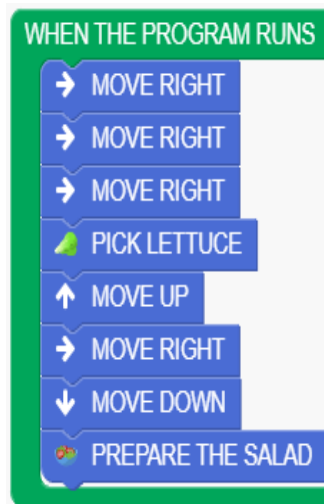 WHEN THE PROGRAM RUNS
MOVE RIGHT
MOVE RIGHT
MOVE RIGHT
PICK LETTUCE
MOVE UP
MOVE RIGHT
MOVE DOWN
PREPARE THE SALAD